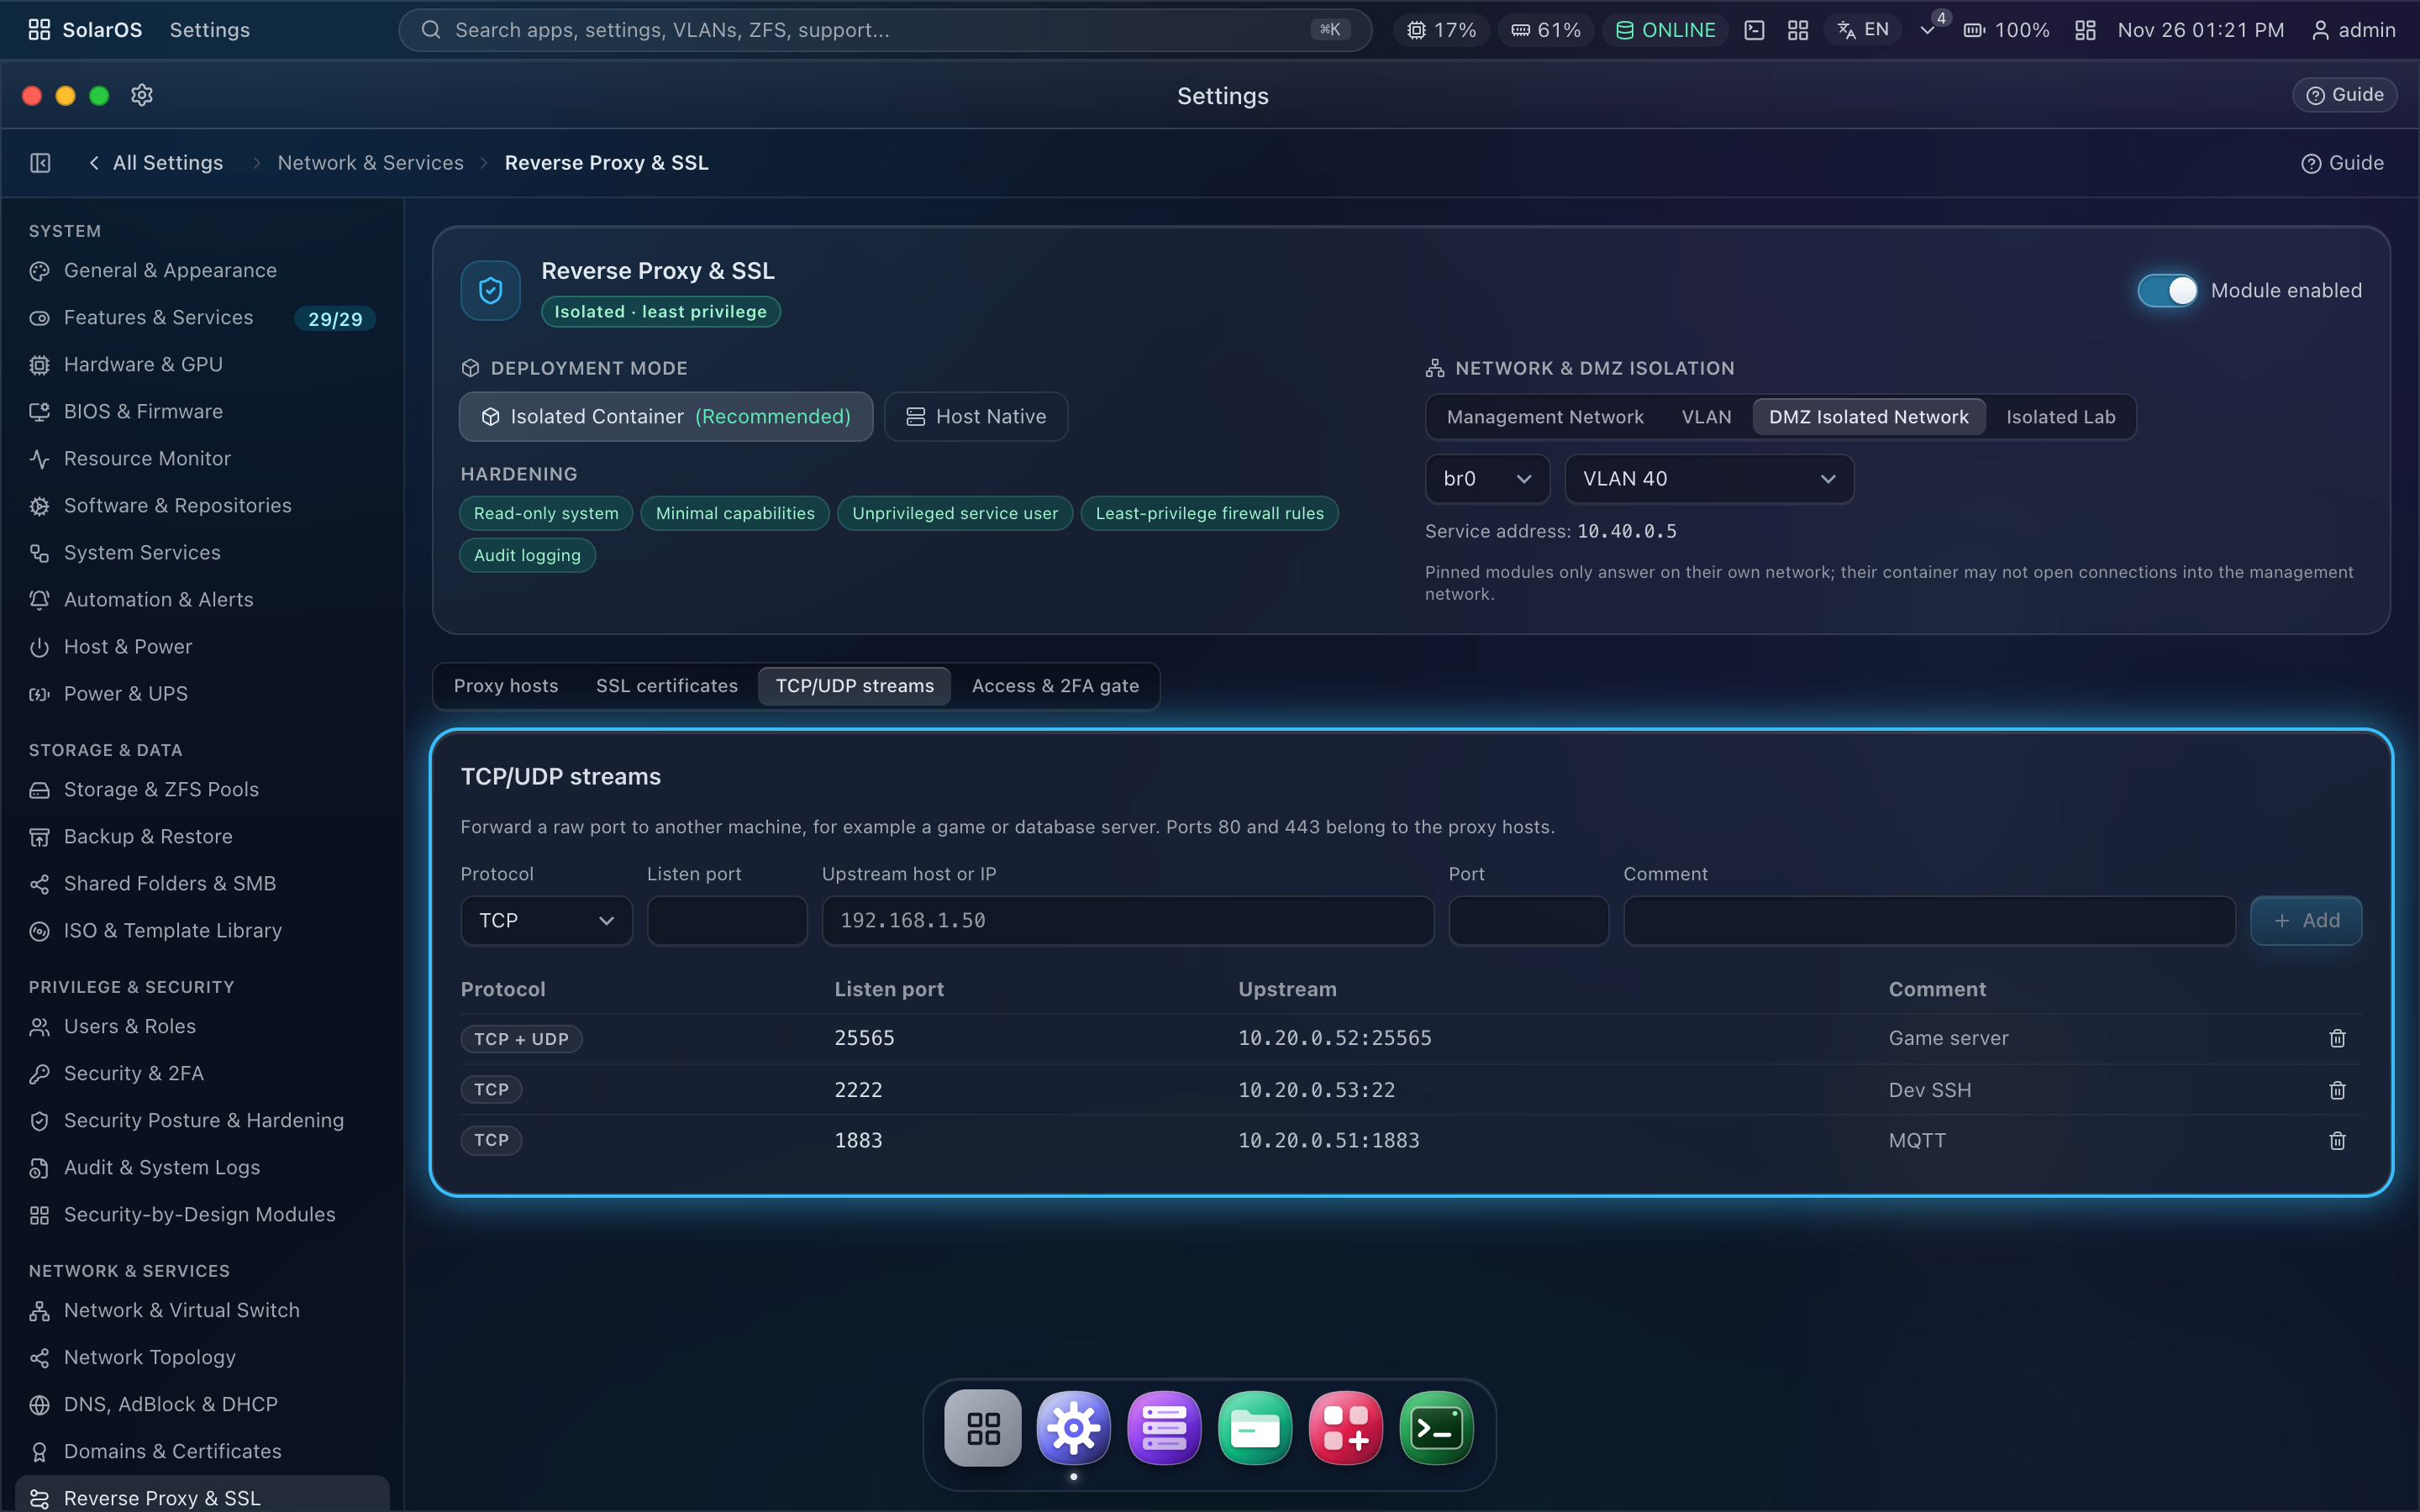 SolarOS Settings Search apps, settings, VLANs, ZFS, support... ⌘K 17% 61% ONLINE EN 4 100% Nov 26 01:21 PM admin
Settings Guide
All Settings Network & Services Reverse Proxy & SSL Guide
SYSTEM
General & Appearance
Features & Services 29/29
Hardware & GPU
BIOS & Firmware
Resource Monitor
Software & Repositories
System Services
Automation & Alerts
Host & Power
Power & UPS
STORAGE & DATA
Storage & ZFS Pools
Backup & Restore
Shared Folders & SMB
ISO & Template Library
PRIVILEGE & SECURITY
Users & Roles
Security & 2FA
Security Posture & Hardening
Audit & System Logs
Security-by-Design Modules
NETWORK & SERVICES
Network & Virtual Switch
Network Topology
DNS, AdBlock & DHCP
Domains & Certificates
Reverse Proxy & SSL
Reverse Proxy & SSL
Isolated · least privilege
Module enabled
DEPLOYMENT MODE
Isolated Container (Recommended) Host Native
HARDENING
Read-only system Minimal capabilities Unprivileged service user Least-privilege firewall rules
Audit logging
NETWORK & DMZ ISOLATION
Management Network VLAN DMZ Isolated Network Isolated Lab
br0 VLAN 40
Service address: 10.40.0.5
Pinned modules only answer on their own network; their container may not open connections into the management
network.
Proxy hosts SSL certificates TCP/UDP streams Access & 2FA gate
TCP/UDP streams
Forward a raw port to another machine, for example a game or database server. Ports 80 and 443 belong to the proxy hosts.
Protocol Listen port Upstream host or IP Port Comment
TCP 192.168.1.50 + Add
Protocol Listen port Upstream Comment
TCP + UDP 25565 10.20.0.52:25565 Game server
TCP 2222 10.20.0.53:22 Dev SSH
TCP 1883 10.20.0.51:1883 MQTT